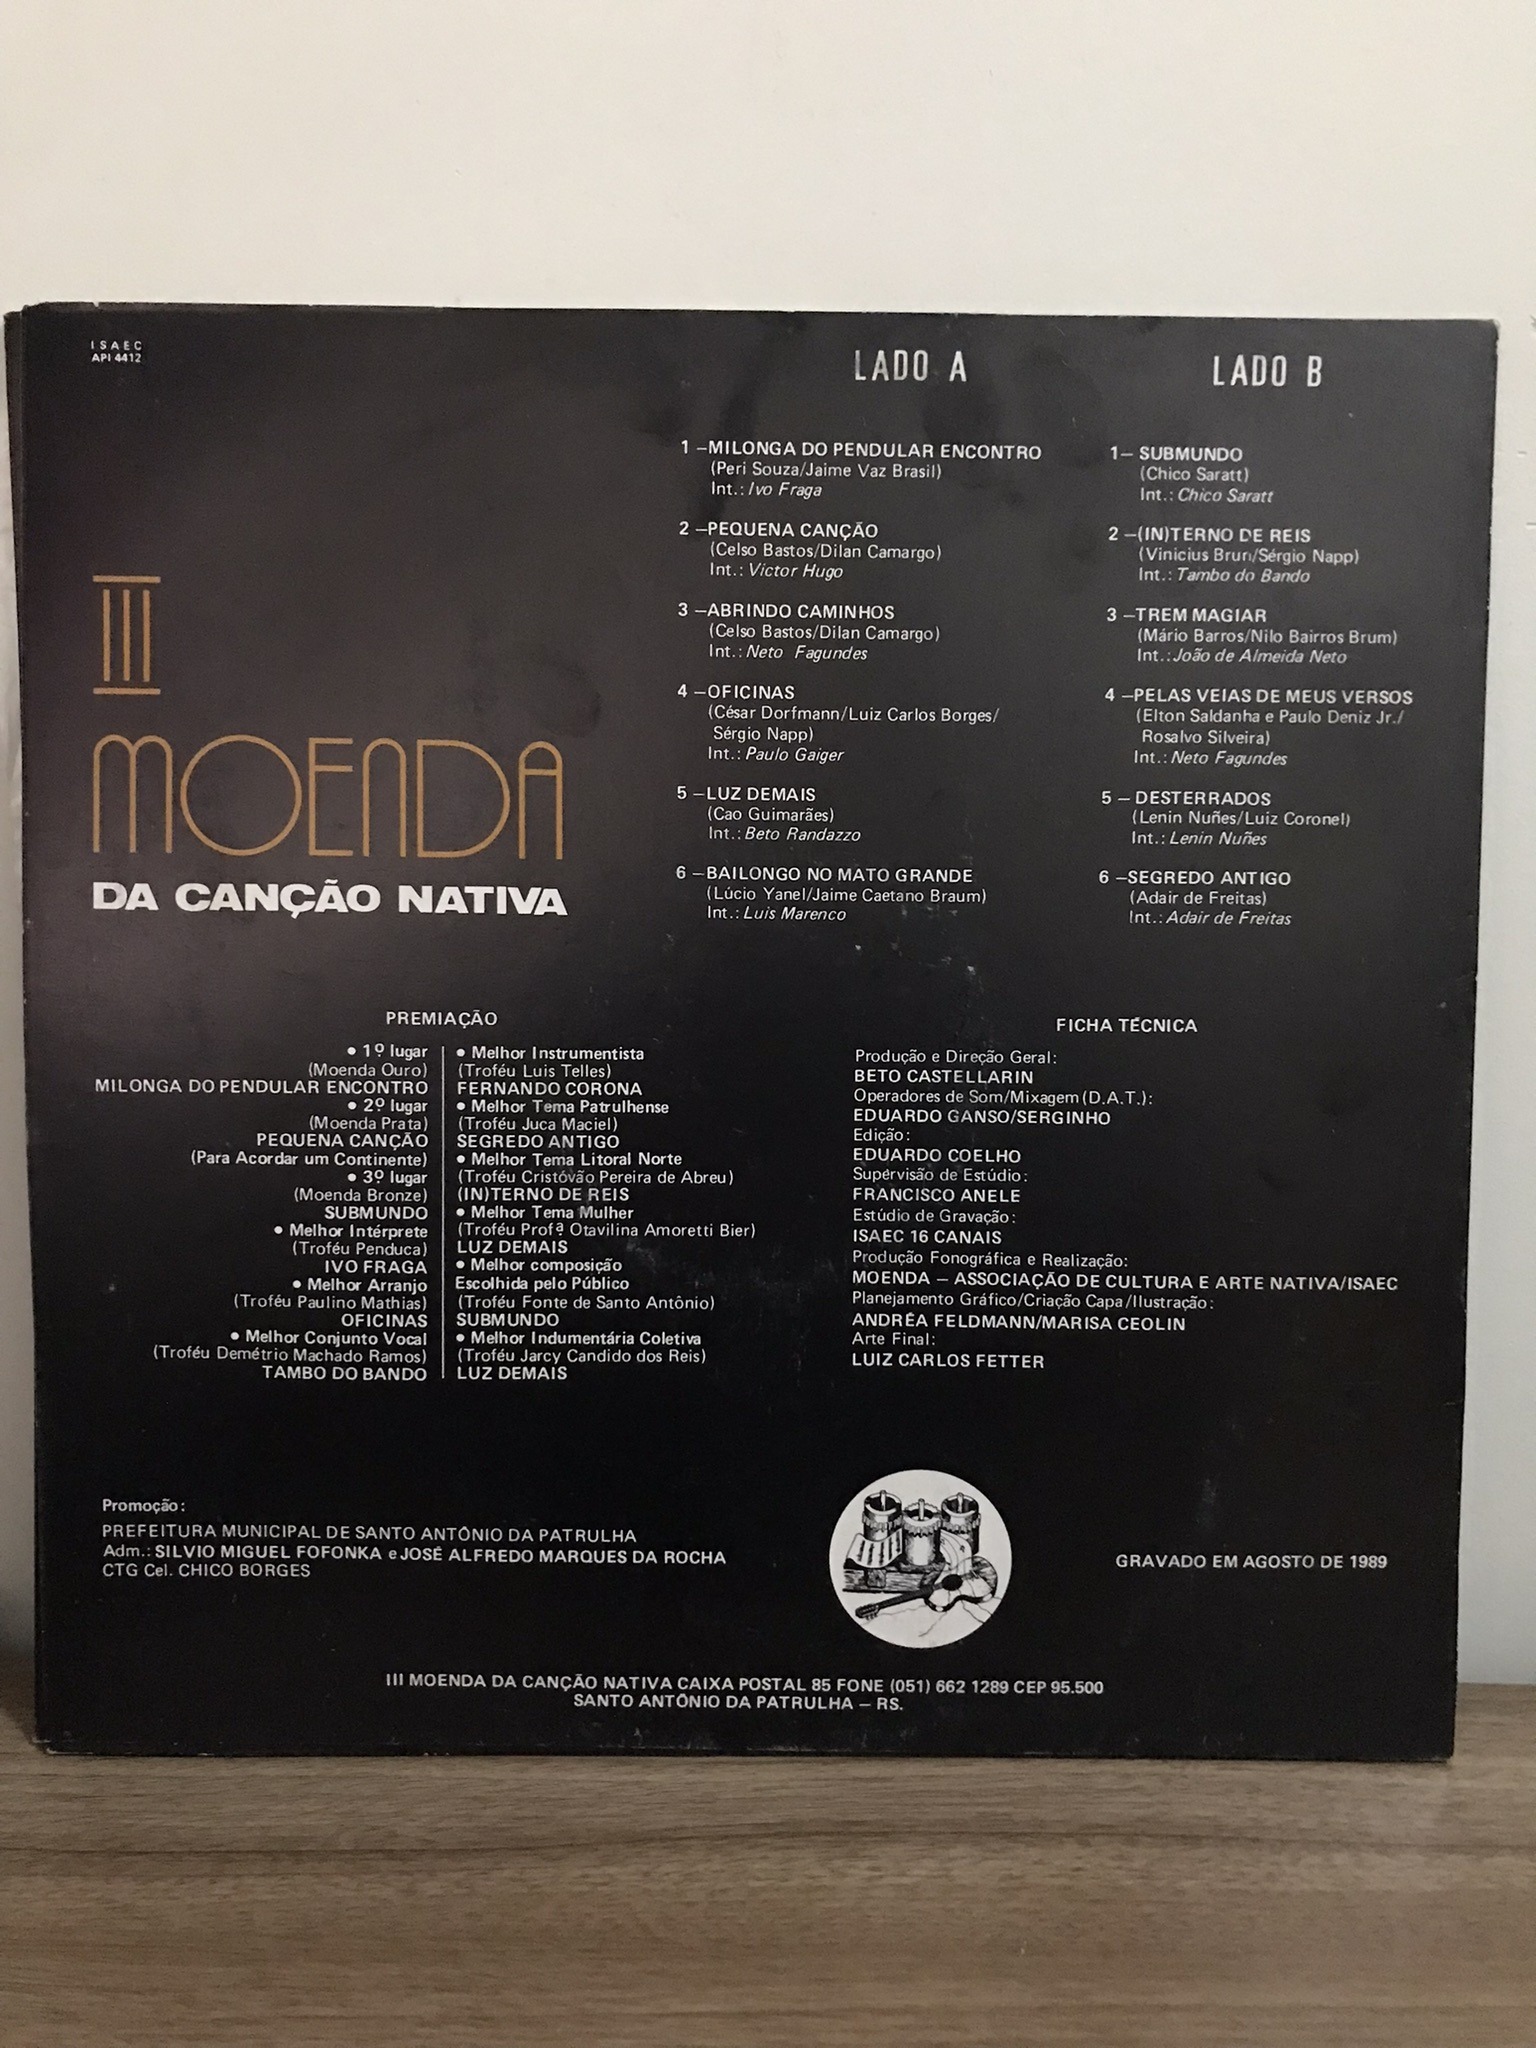 ISAEC
API 4412
III
MOENDA
DA CANÇÃO NATIVA
LADO A
1 –MILONGA DO PENDULAR ENCONTRO
(Peri Souza/Jaime Vaz Brasil)
Int.: Ivo Fraga
2 –PEQUENA CANÇÃO
(Celso Bastos/Dilan Camargo)
Int.: Victor Hugo
3 –ABRINDO CAMINHOS
(Celso Bastos/Dilan Camargo)
Int.: Neto Fagundes
4 –OFICINAS
(César Dorfmann/Luiz Carlos Borges/
Sérgio Napp)
Int.: Paulo Gaiger
5 –LUZ DEMAIS
(Cao Guimarães)
Int.: Beto Randazzo
6 –BAILONGO NO MATO GRANDE
(Lúcio Yanel/Jaime Caetano Braum)
Int.: Luis Marenco
LADO B
1– SUBMUNDO
(Chico Saratt)
Int.: Chico Saratt
2 –(IN)TERNO DE REIS
(Vinicius Brun/Sérgio Napp)
Int.: Tambo do Bando
3 –TREM MAGIAR
(Mário Barros/Nilo Bairros Brum)
Int.: João de Almeida Neto
4 –PELAS VEIAS DE MEUS VERSOS
(Elton Saldanha e Paulo Deniz Jr./
Rosalvo Silveira)
Int.: Neto Fagundes
5 – DESTERRADOS
(Lenin Nuñes/Luiz Coronel)
Int.: Lenin Nuñes
6 –SEGREDO ANTIGO
(Adair de Freitas)
Int.: Adair de Freitas
PREMIAÇÃO
• 1º lugar
(Moenda Ouro)
MILONGA DO PENDULAR ENCONTRO
• 2º lugar
(Moenda Prata)
PEQUENA CANÇÃO
(Para Acordar um Continente)
• 3º lugar
(Moenda Bronze)
SUBMUNDO
• Melhor Intérprete
(Troféu Penduca)
IVO FRAGA
• Melhor Arranjo
(Troféu Paulino Mathias)
OFICINAS
• Melhor Conjunto Vocal
(Troféu Demétrio Machado Ramos)
TAMBO DO BANDO
• Melhor Instrumentista
(Troféu Luis Telles)
FERNANDO CORONA
• Melhor Tema Patrulhense
(Troféu Juca Maciel)
SEGREDO ANTIGO
• Melhor Tema Litoral Norte
(Troféu Cristóvão Pereira de Abreu)
(IN)TERNO DE REIS
• Melhor Tema Mulher
(Troféu Profª Otavilina Amoretti Bier)
LUZ DEMAIS
• Melhor composição
Escolhida pelo Público
(Troféu Fonte de Santo Antônio)
SUBMUNDO
• Melhor Indumentária Coletiva
(Troféu Jarcy Candido dos Reis)
LUZ DEMAIS
FICHA TÉCNICA
Produção e Direção Geral:
BETO CASTELLARIN
Operadores de Som/Mixagem (D.A.T.):
EDUARDO GANSO/SERGINHO
Edição:
EDUARDO COELHO
Supervisão de Estúdio:
FRANCISCO ANELE
Estúdio de Gravação:
ISAEC 16 CANAIS
Produção Fonográfica e Realização:
MOENDA – ASSOCIAÇÃO DE CULTURA E ARTE NATIVA/ISAEC
Planejamento Gráfico/Criação Capa/Ilustração:
ANDRÉA FELDMANN/MARISA CEOLIN
Arte Final:
LUIZ CARLOS FETTER
Promoção:
PREFEITURA MUNICIPAL DE SANTO ANTÔNIO DA PATRULHA
Adm.: SILVIO MIGUEL FOFONKA e JOSÉ ALFREDO MARQUES DA ROCHA
CTG Cel. CHICO BORGES
GRAVADO EM AGOSTO DE 1989
III MOENDA DA CANÇÃO NATIVA CAIXA POSTAL 85 FONE (051) 662 1289 CEP 95.500
SANTO ANTÔNIO DA PATRULHA – RS.